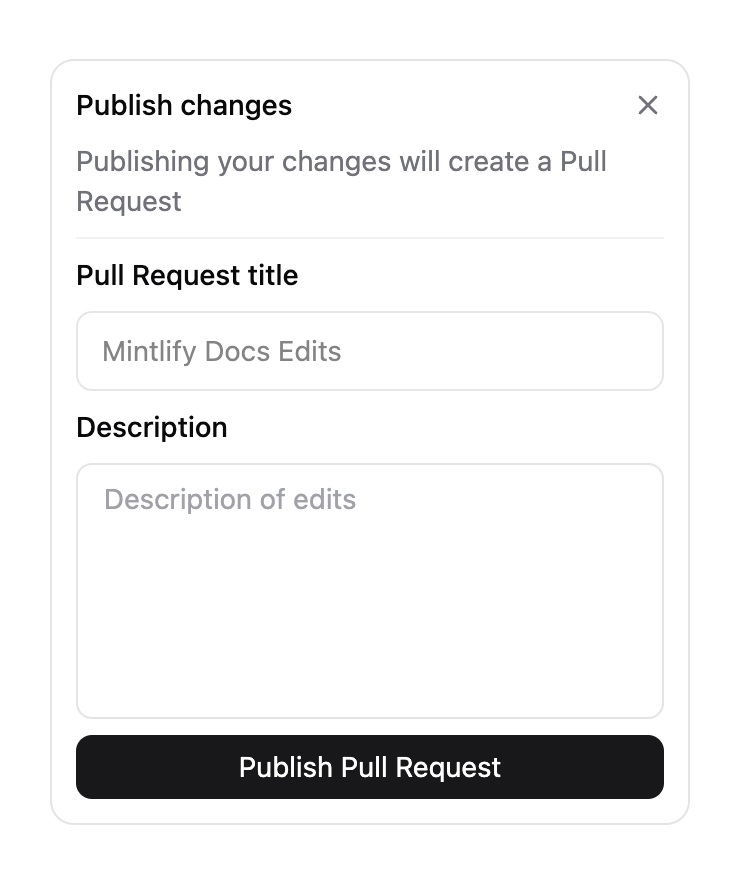 Publish changes
Publishing your changes will create a Pull
Request
Pull Request title
Mintlify Docs Edits
Description
Description of edits
Publish Pull Request